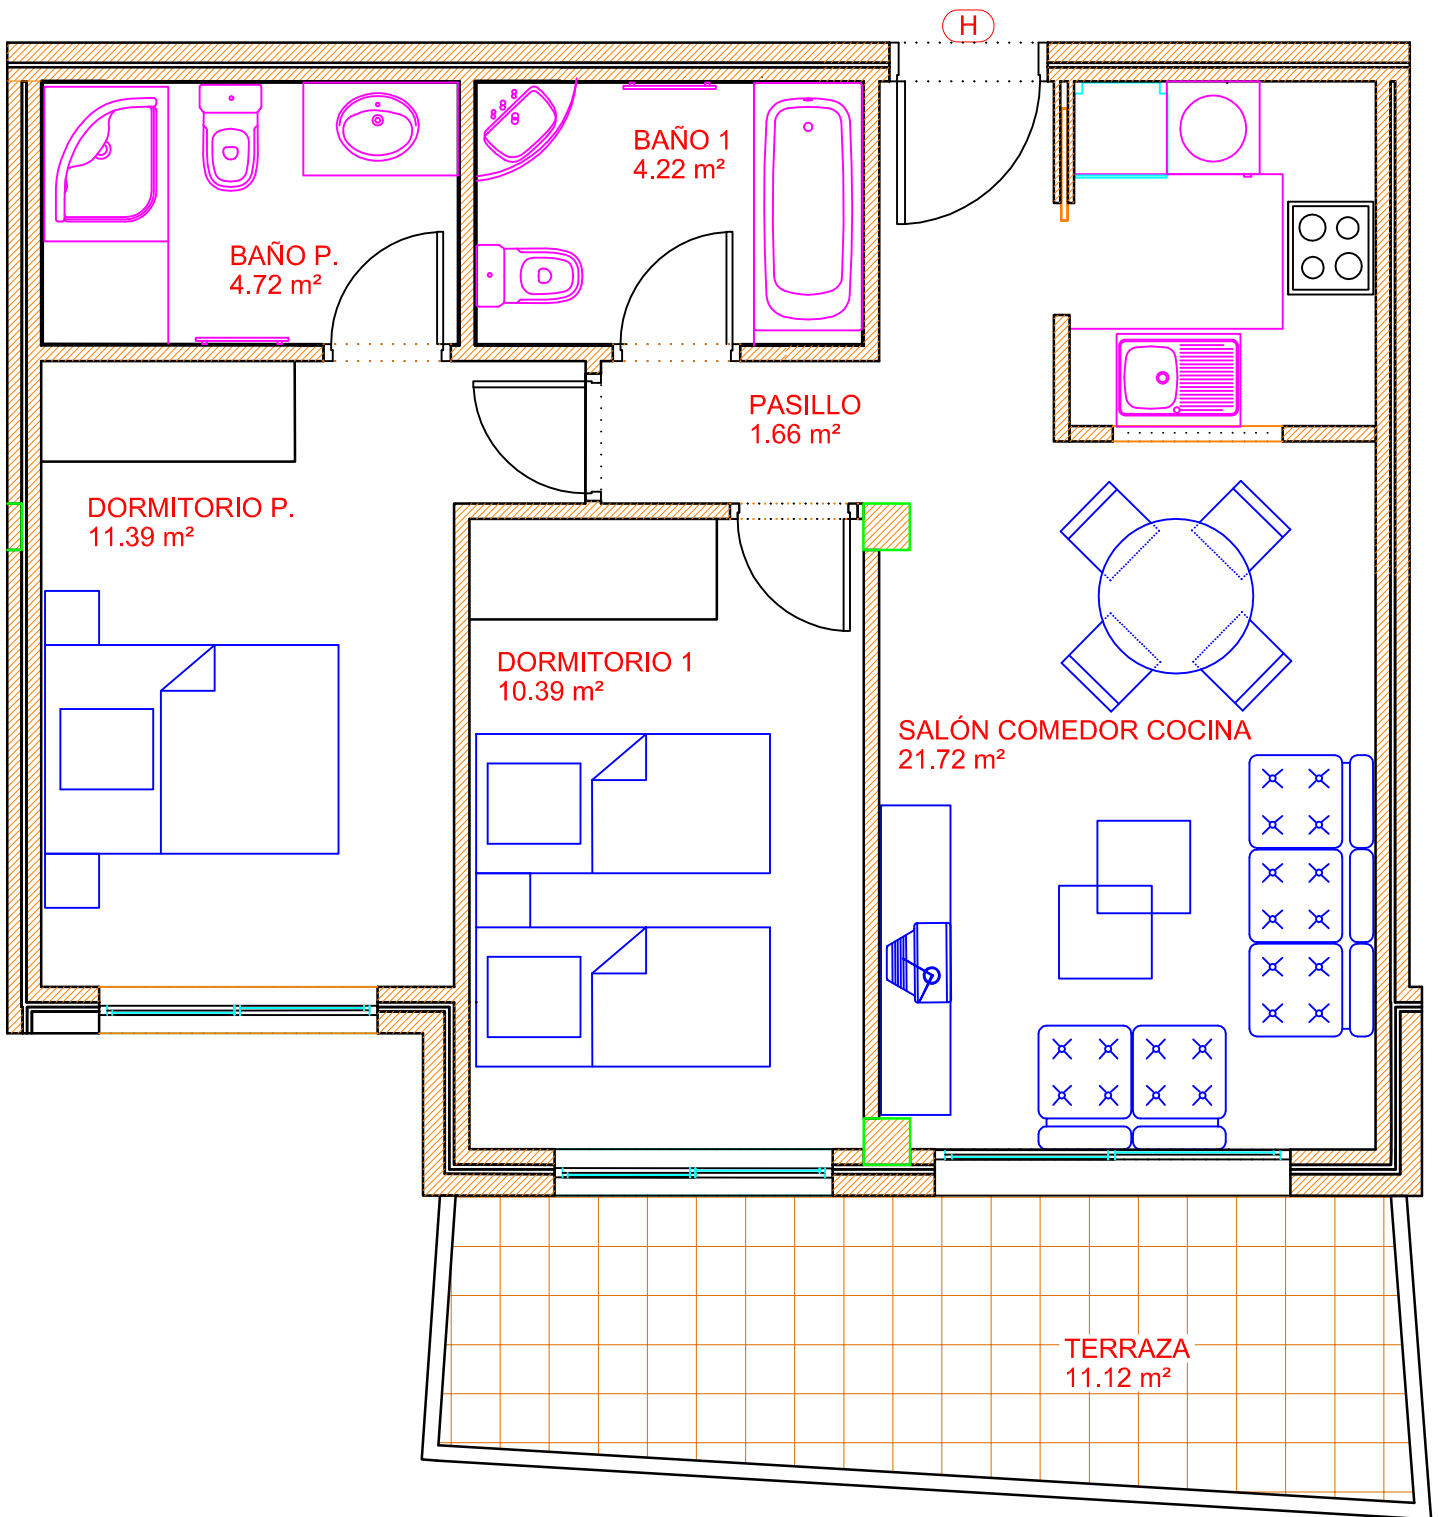 H
BAÑO 1
4.22 m²
BAÑO P.
4.72 m²
PASILLO
1.66 m²
DORMITORIO P.
11.39 m²
DORMITORIO 1
10.39 m²
SALÓN COMEDOR COCINA
21.72 m²
TERRAZA
11.12 m²